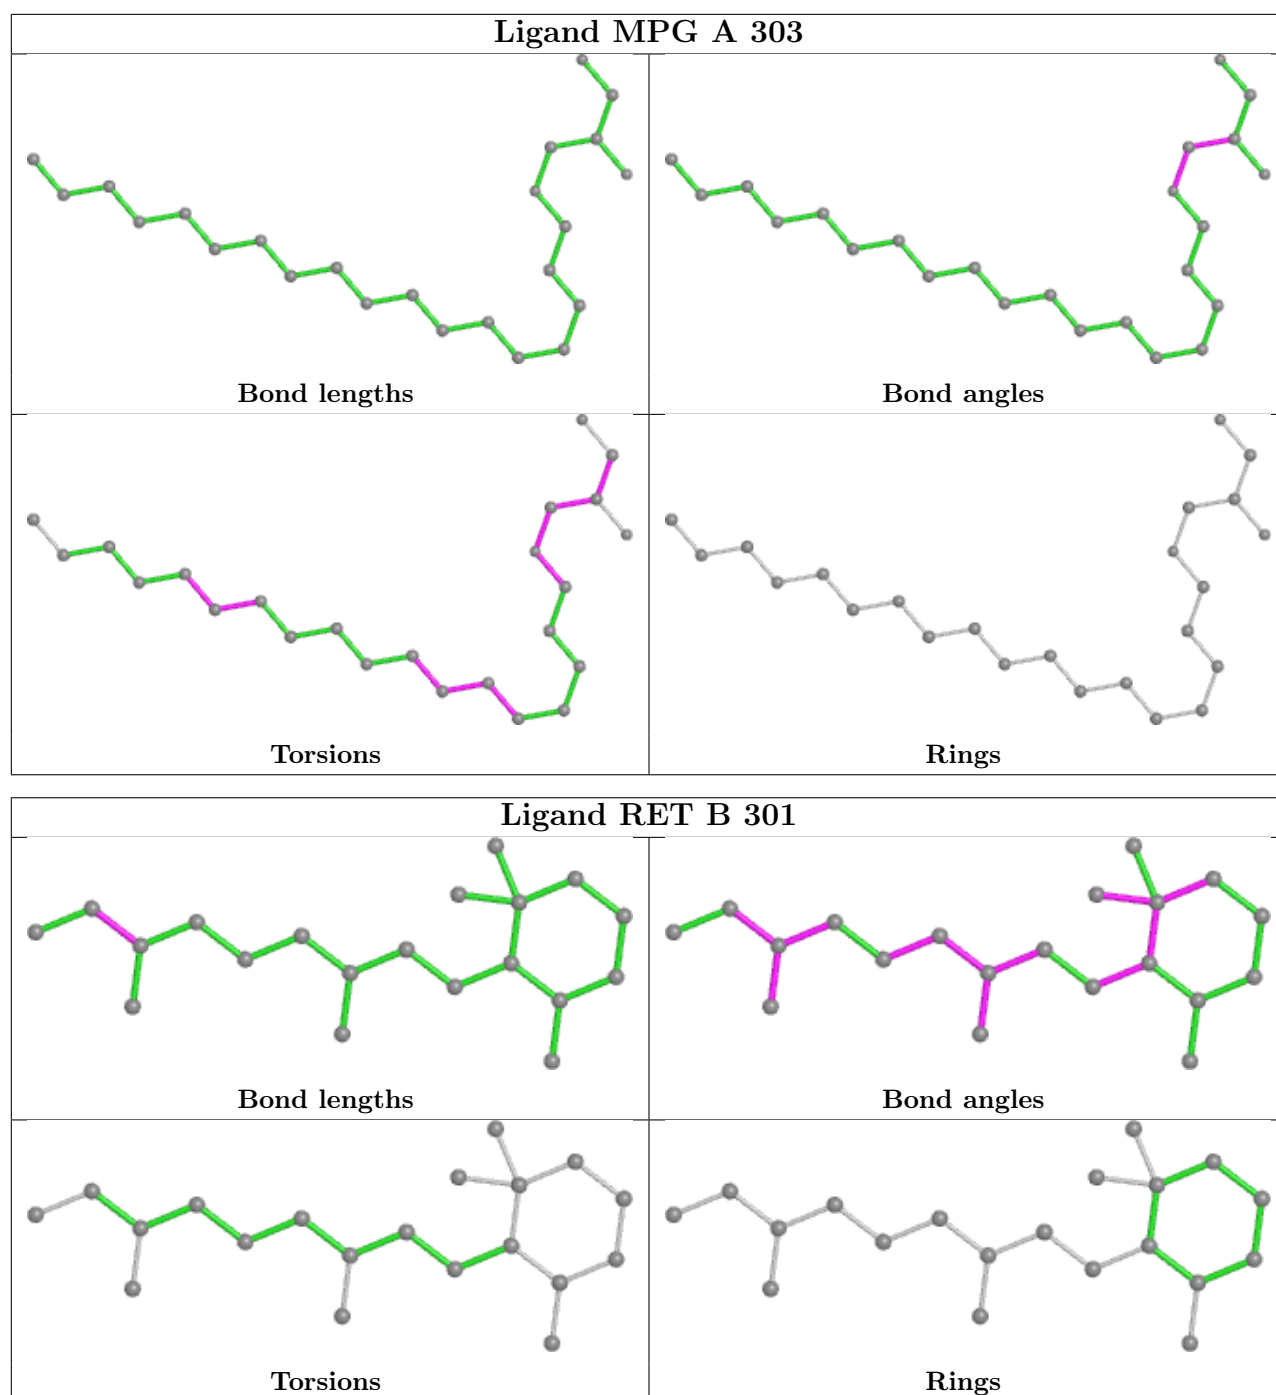 Ligand MPG A 303
Bond lengths
Bond angles
Torsions
Rings
Ligand RET B 301
Bond lengths
Bond angles
Torsions
Rings